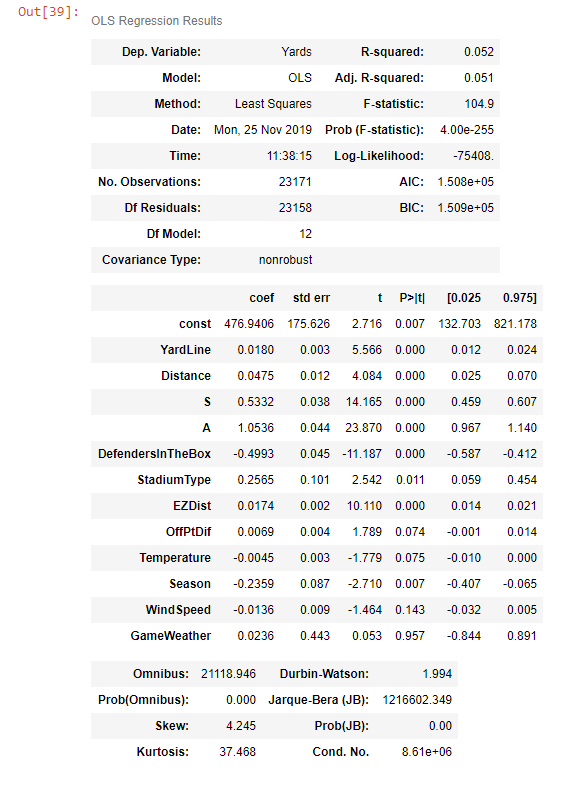 Out[39]:
OLS Regression Results
Dep. Variable: Yards R-squared: 0.052
Model: OLS Adj. R-squared: 0.051
Method: Least Squares F-statistic: 104.9
Date: Mon, 25 Nov 2019 Prob (F-statistic): 4.00e-255
Time: 11:38:15 Log-Likelihood: -75408.
No. Observations: 23171 AIC: 1.508e+05
Df Residuals: 23158 BIC: 1.509e+05
Df Model: 12
Covariance Type: nonrobust
coef std err t P>|t| [0.025 0.975]
const 476.9406 175.626 2.716 0.007 132.703 821.178
YardLine 0.0180 0.003 5.566 0.000 0.012 0.024
Distance 0.0475 0.012 4.084 0.000 0.025 0.070
S 0.5332 0.038 14.165 0.000 0.459 0.607
A 1.0536 0.044 23.870 0.000 0.967 1.140
DefendersInTheBox -0.4993 0.045 -11.187 0.000 -0.587 -0.412
StadiumType 0.2565 0.101 2.542 0.011 0.059 0.454
EZDist 0.0174 0.002 10.110 0.000 0.014 0.021
OffPtDif 0.0069 0.004 1.789 0.074 -0.001 0.014
Temperature -0.0045 0.003 -1.779 0.075 -0.010 0.000
Season -0.2359 0.087 -2.710 0.007 -0.407 -0.065
WindSpeed -0.0136 0.009 -1.464 0.143 -0.032 0.005
GameWeather 0.0236 0.443 0.053 0.957 -0.844 0.891
Omnibus: 21118.946 Durbin-Watson: 1.994
Prob(Omnibus): 0.000 Jarque-Bera (JB): 1216602.349
Skew: 4.245 Prob(JB): 0.00
Kurtosis: 37.468 Cond. No. 8.61e+06